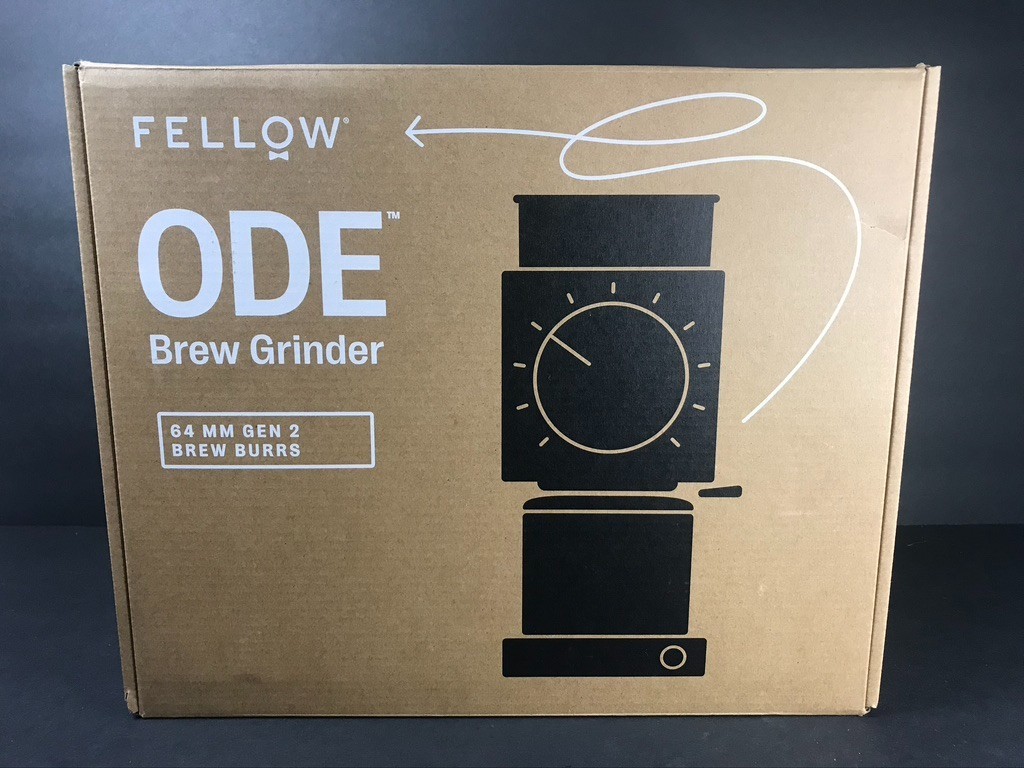 FELLOW®
ODE™
Brew Grinder
64 MM GEN 2
BREW BURRS